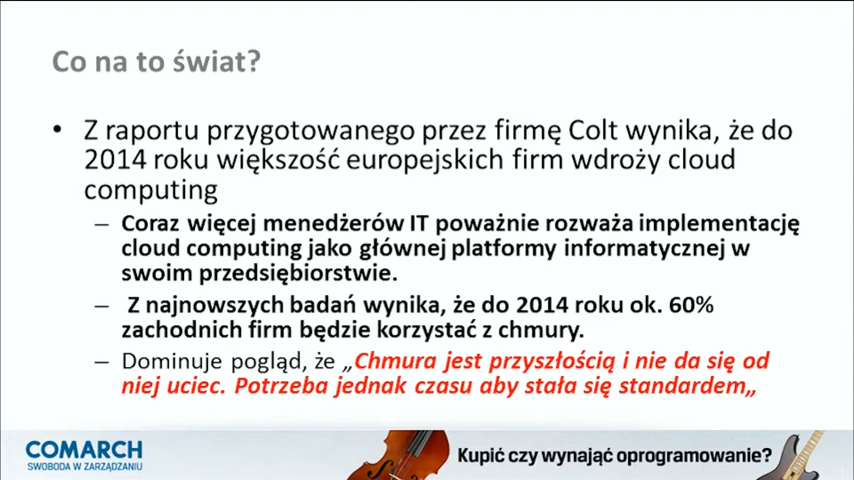 Co na to świat?
• Z raportu przygotowanego przez firmę Colt wynika, że do
2014 roku większość europejskich firm wdroży cloud
computing
– Coraz więcej menedżerów IT poważnie rozważa implementację
cloud computing jako głównej platformy informatycznej w
swoim przedsiębiorstwie.
– Z najnowszych badań wynika, że do 2014 roku ok. 60%
zachodnich firm będzie korzystać z chmury.
– Dominuje pogląd, że „Chmura jest przyszłością i nie da się od
niej uciec. Potrzeba jednak czasu aby stała się standardem„
COMARCH
SWOBODA W ZARZĄDZANIU
Kupić czy wynająć oprogramowanie?